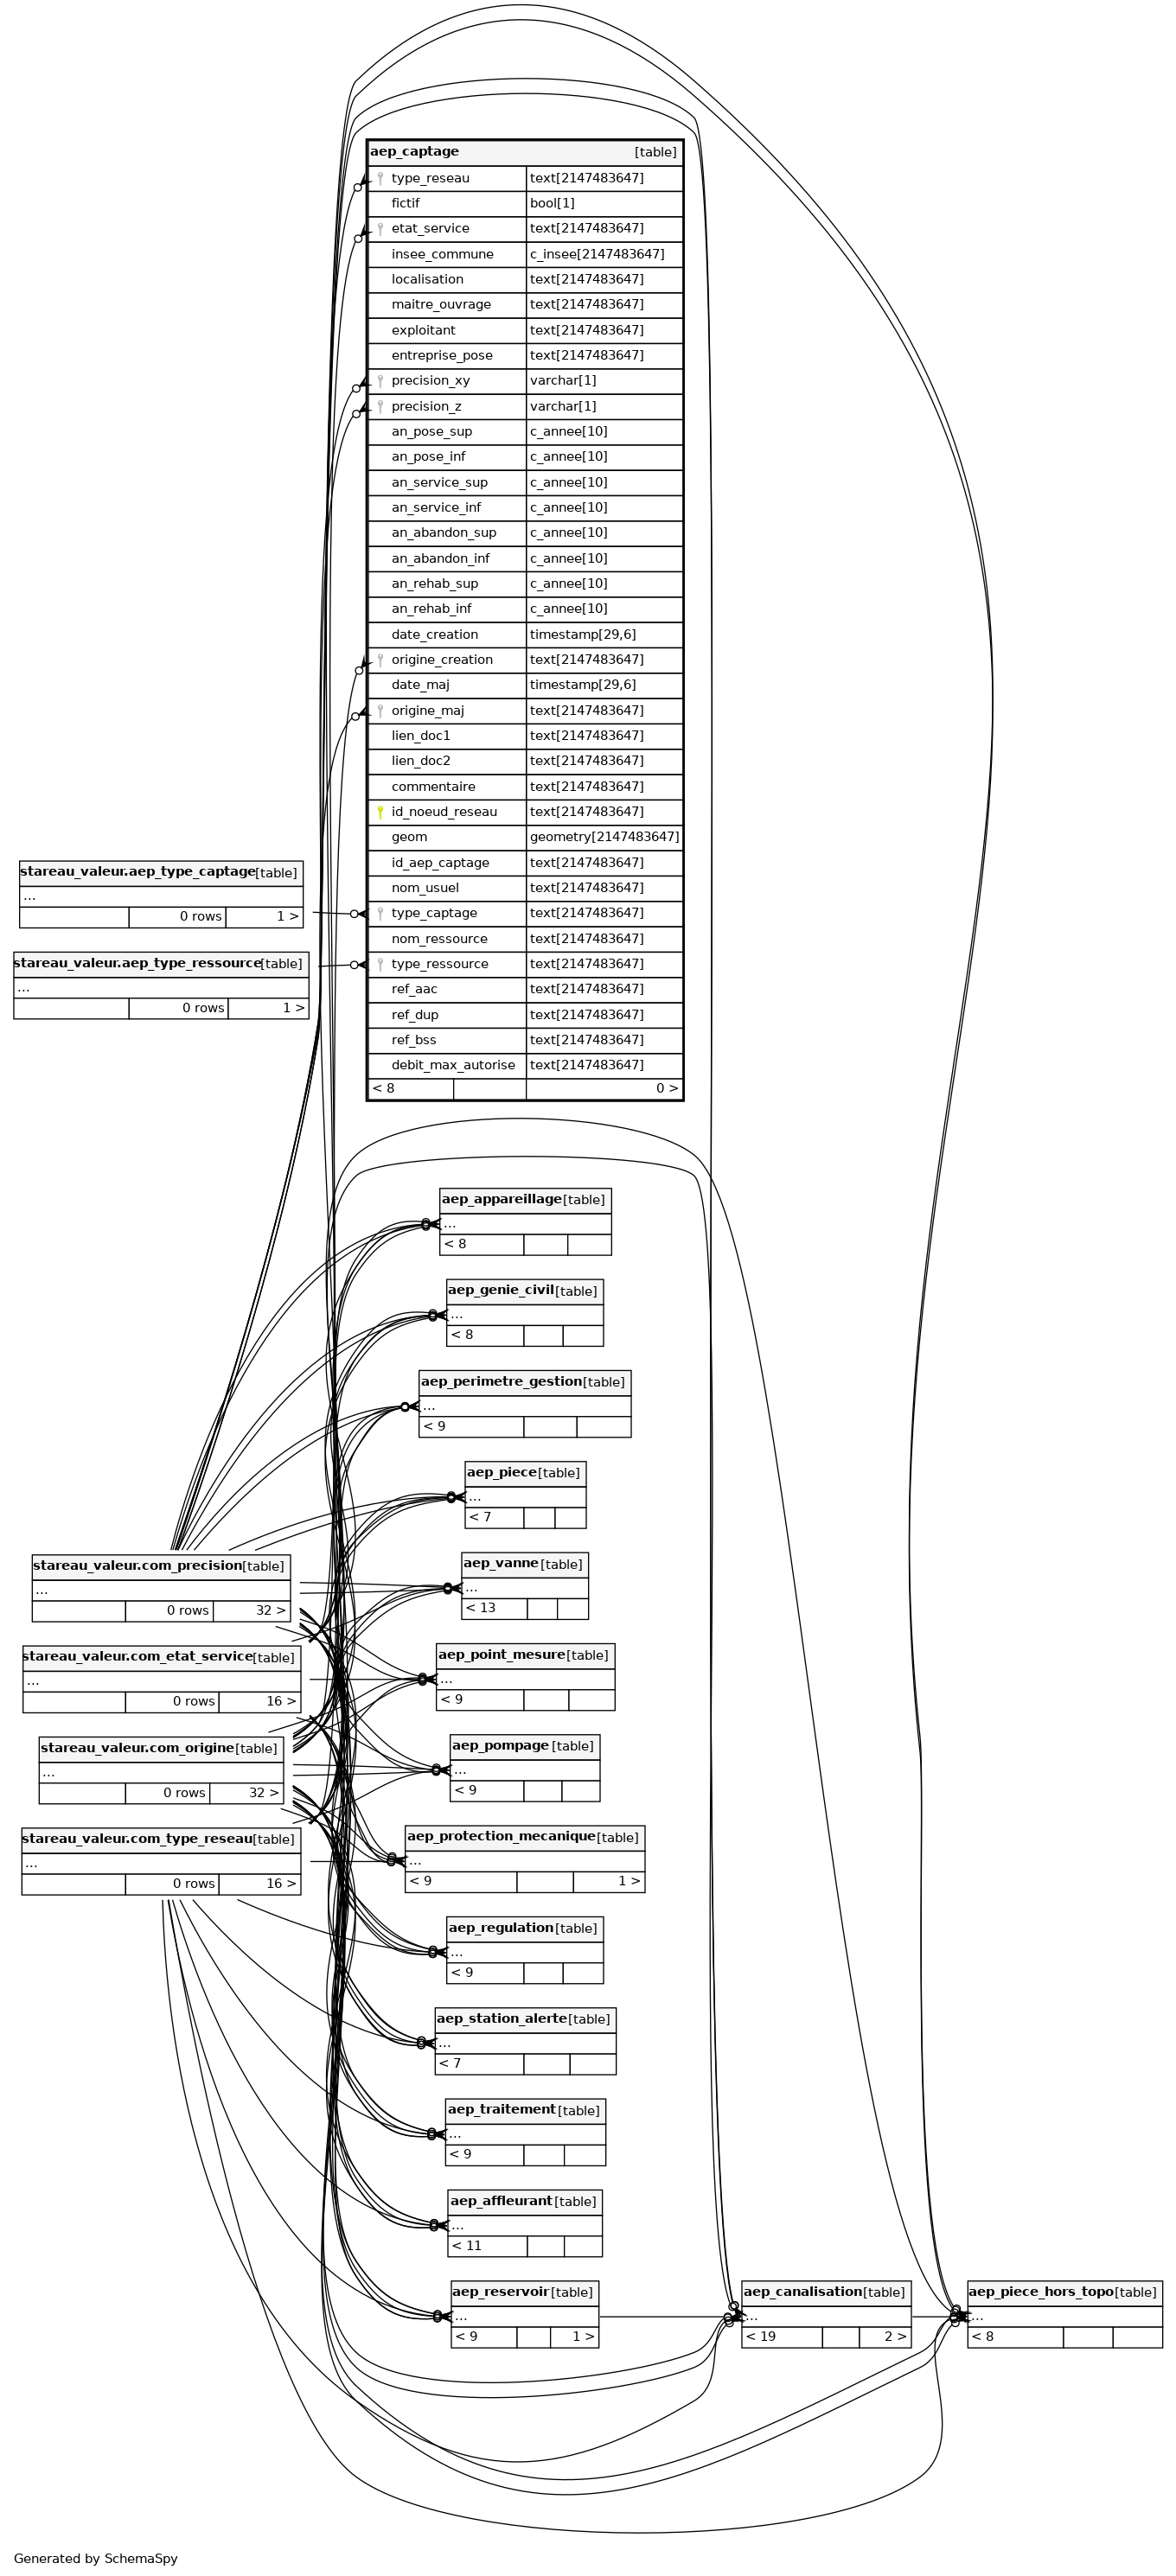 aep_captage [table]
type_reseau text[2147483647]
fictif bool[1]
etat_service text[2147483647]
insee_commune c_insee[2147483647]
localisation text[2147483647]
maitre_ouvrage text[2147483647]
exploitant text[2147483647]
entreprise_pose text[2147483647]
precision_xy varchar[1]
precision_z varchar[1]
an_pose_sup c_annee[10]
an_pose_inf c_annee[10]
an_service_sup c_annee[10]
an_service_inf c_annee[10]
an_abandon_sup c_annee[10]
an_abandon_inf c_annee[10]
an_rehab_sup c_annee[10]
an_rehab_inf c_annee[10]
date_creation timestamp[29,6]
origine_creation text[2147483647]
date_maj timestamp[29,6]
origine_maj text[2147483647]
lien_doc1 text[2147483647]
lien_doc2 text[2147483647]
commentaire text[2147483647]
id_noeud_reseau text[2147483647]
geom geometry[2147483647]
id_aep_captage text[2147483647]
nom_usuel text[2147483647]
type_captage text[2147483647]
nom_ressource text[2147483647]
type_ressource text[2147483647]
ref_aac text[2147483647]
ref_dup text[2147483647]
ref_bss text[2147483647]
debit_max_autorise text[2147483647]
< 8 0 >
stareau_valeur.aep_type_captage [table]
...
0 rows 1 >
stareau_valeur.aep_type_ressource [table]
...
0 rows 1 >
aep_appareillage [table]
...
< 8
aep_genie_civil [table]
...
< 8
aep_perimetre_gestion [table]
...
< 9
aep_piece [table]
...
< 7
stareau_valeur.com_precision [table]
...
0 rows 32 >
aep_vanne [table]
...
< 13
stareau_valeur.com_etat_service [table]
...
0 rows 16 >
aep_point_mesure [table]
...
< 9
stareau_valeur.com_origine [table]
...
0 rows 32 >
aep_pompage [table]
...
< 9
stareau_valeur.com_type_reseau [table]
...
0 rows 16 >
aep_protection_mecanique [table]
...
< 9 1 >
aep_regulation [table]
...
< 9
aep_station_alerte [table]
...
< 7
aep_traitement [table]
...
< 9
aep_affleurant [table]
...
< 11
aep_reservoir [table]
...
< 9 1 >
aep_canalisation [table]
...
< 19 2 >
aep_piece_hors_topo [table]
...
< 8
Generated by SchemaSpy